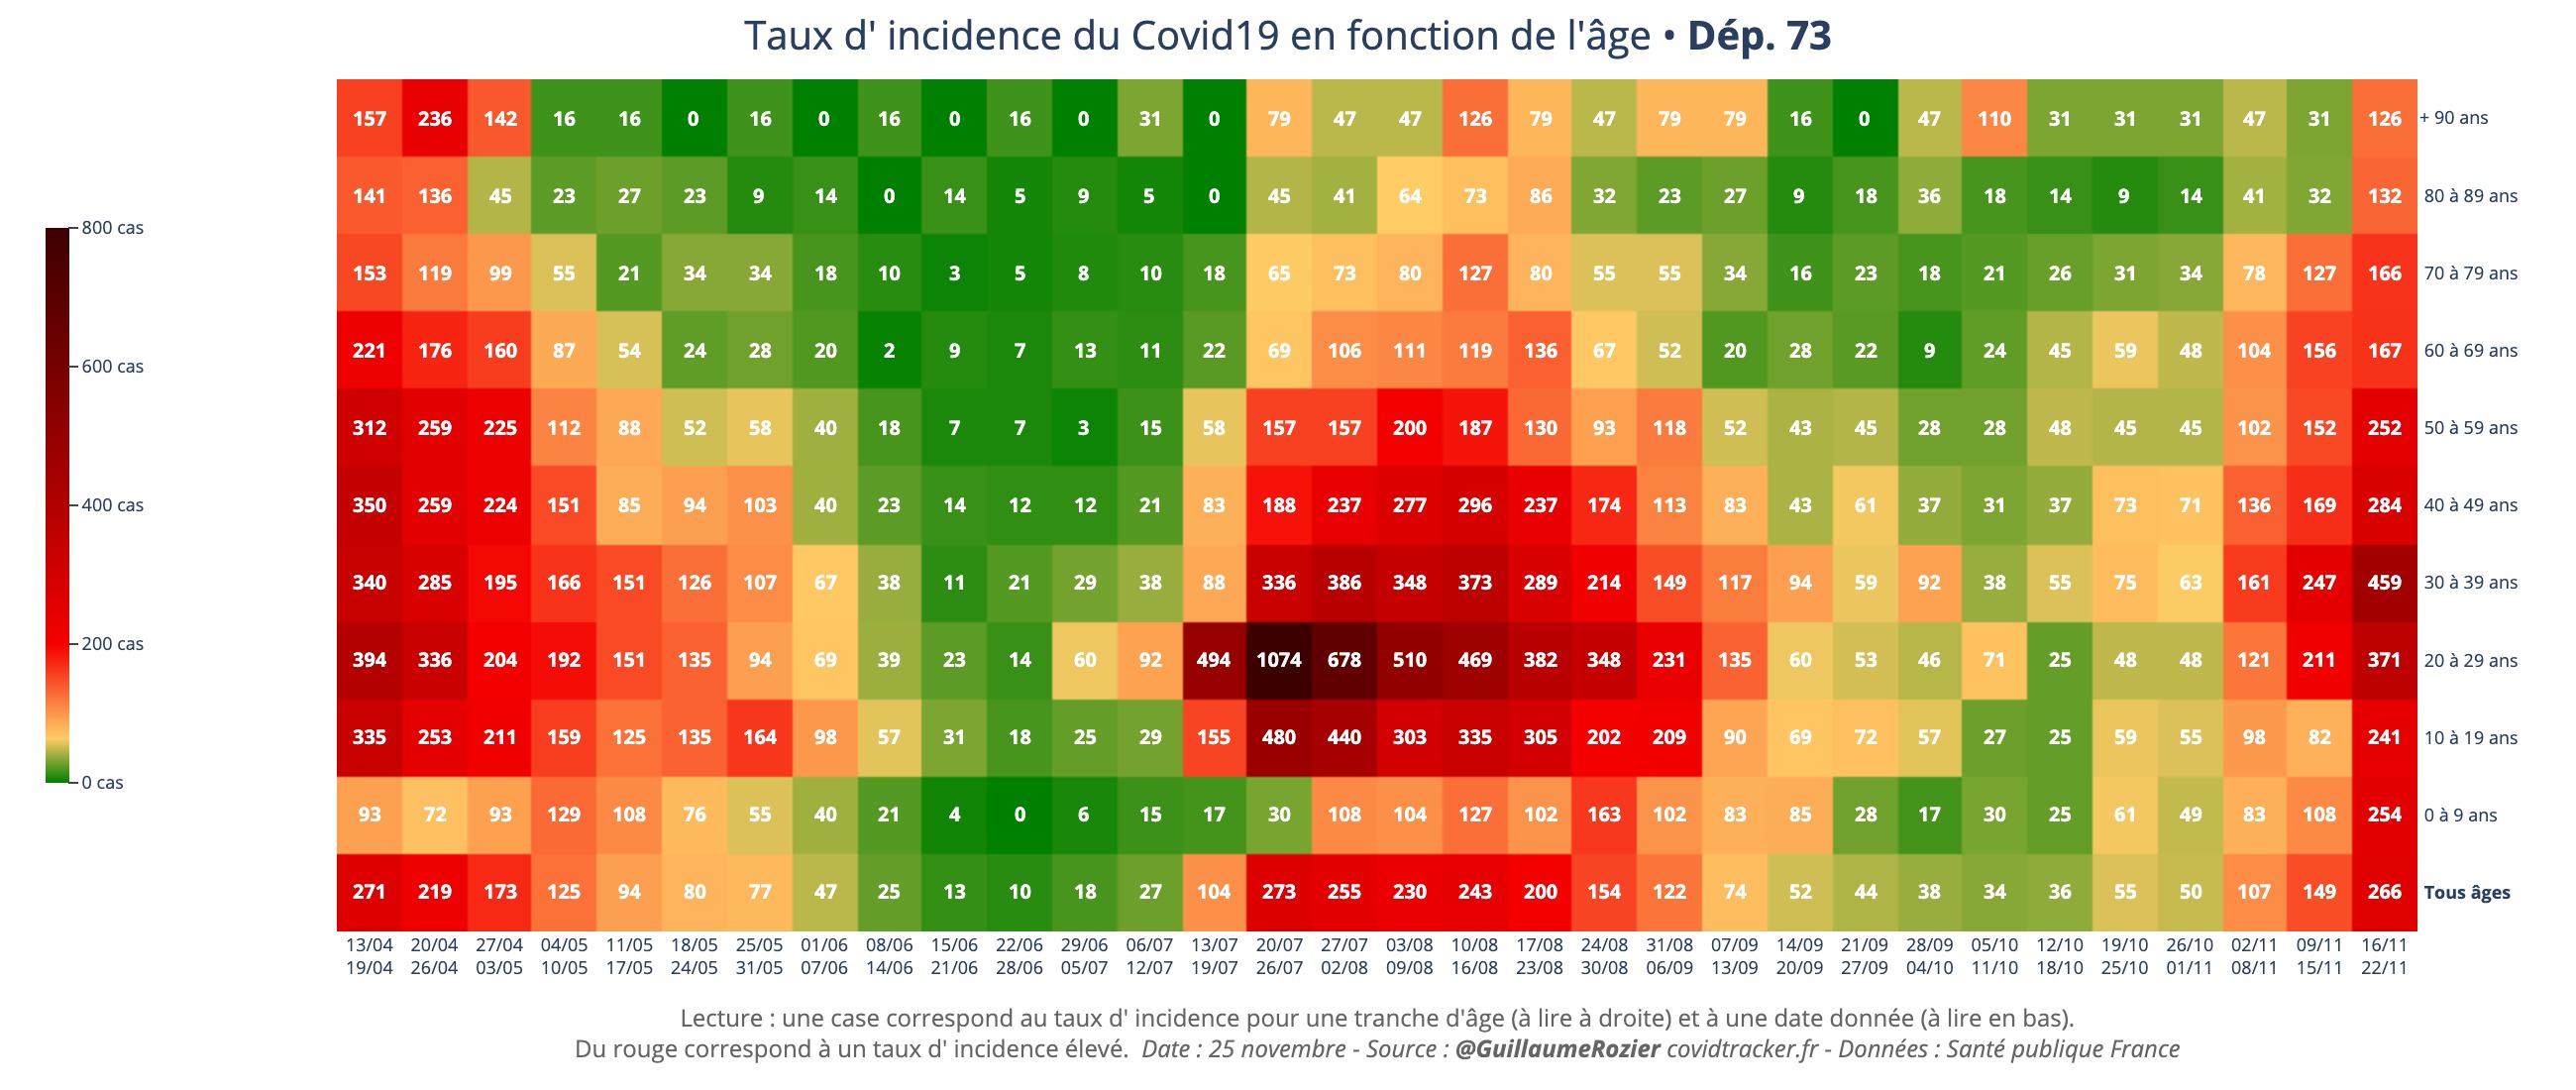 Taux d' incidence du Covid19 en fonction de l'âge • Dép. 73
800 cas
600 cas
400 cas
200 cas
0 cas
157 236 142 16 16 0 16 0 16 0 16 0 31 0 79 47 47 126 79 47 79 79 16 0 47 110 31 31 31 47 31 126 + 90 ans
141 136 45 23 27 23 9 14 0 14 5 9 5 0 45 41 64 73 86 32 23 27 9 18 36 18 14 9 14 41 32 132 80 à 89 ans
153 119 99 55 21 34 34 18 10 3 5 8 10 18 65 73 80 127 80 55 55 34 16 23 18 21 26 31 34 78 127 166 70 à 79 ans
221 176 160 87 54 24 28 20 2 9 7 13 11 22 69 106 111 119 136 67 52 20 28 22 9 24 45 59 48 104 156 167 60 à 69 ans
312 259 225 112 88 52 58 40 18 7 7 3 15 58 157 157 200 187 130 93 118 52 43 45 28 28 48 45 45 102 152 252 50 à 59 ans
350 259 224 151 85 94 103 40 23 14 12 12 21 83 188 237 277 296 237 174 113 83 43 61 37 31 37 73 71 136 169 284 40 à 49 ans
340 285 195 166 151 126 107 67 38 11 21 29 38 88 336 386 348 373 289 214 149 117 94 59 92 38 55 75 63 161 247 459 30 à 39 ans
394 336 204 192 151 135 94 69 39 23 14 60 92 494 1074 678 510 469 382 348 231 135 60 53 46 71 25 48 48 121 211 371 20 à 29 ans
335 253 211 159 125 135 164 98 57 31 18 25 29 155 480 440 303 335 305 202 209 90 69 72 57 27 25 59 55 98 82 241 10 à 19 ans
93 72 93 129 108 76 55 40 21 4 0 6 15 17 30 108 104 127 102 163 102 83 85 28 17 30 25 61 49 83 108 254 0 à 9 ans
271 219 173 125 94 80 77 47 25 13 10 18 27 104 273 255 230 243 200 154 122 74 52 44 38 34 36 55 50 107 149 266 Tous âges
13/04 20/04 27/04 04/05 11/05 18/05 25/05 01/06 08/06 15/06 22/06 29/06 06/07 13/07 20/07 27/07 03/08 10/08 17/08 24/08 31/08 07/09 14/09 21/09 28/09 05/10 12/10 19/10 26/10 02/11 09/11 16/11
19/04 26/04 03/05 10/05 17/05 24/05 31/05 07/06 14/06 21/06 28/06 05/07 12/07 19/07 26/07 02/08 09/08 16/08 23/08 30/08 06/09 13/09 20/09 27/09 04/10 11/10 18/10 25/10 01/11 08/11 15/11 22/11
Lecture : une case correspond au taux d' incidence pour une tranche d'âge (à lire à droite) et à une date donnée (à lire en bas).
Du rouge correspond à un taux d' incidence élevé. Date : 25 novembre - Source : @GuillaumeRozier covidtracker.fr - Données : Santé publique France